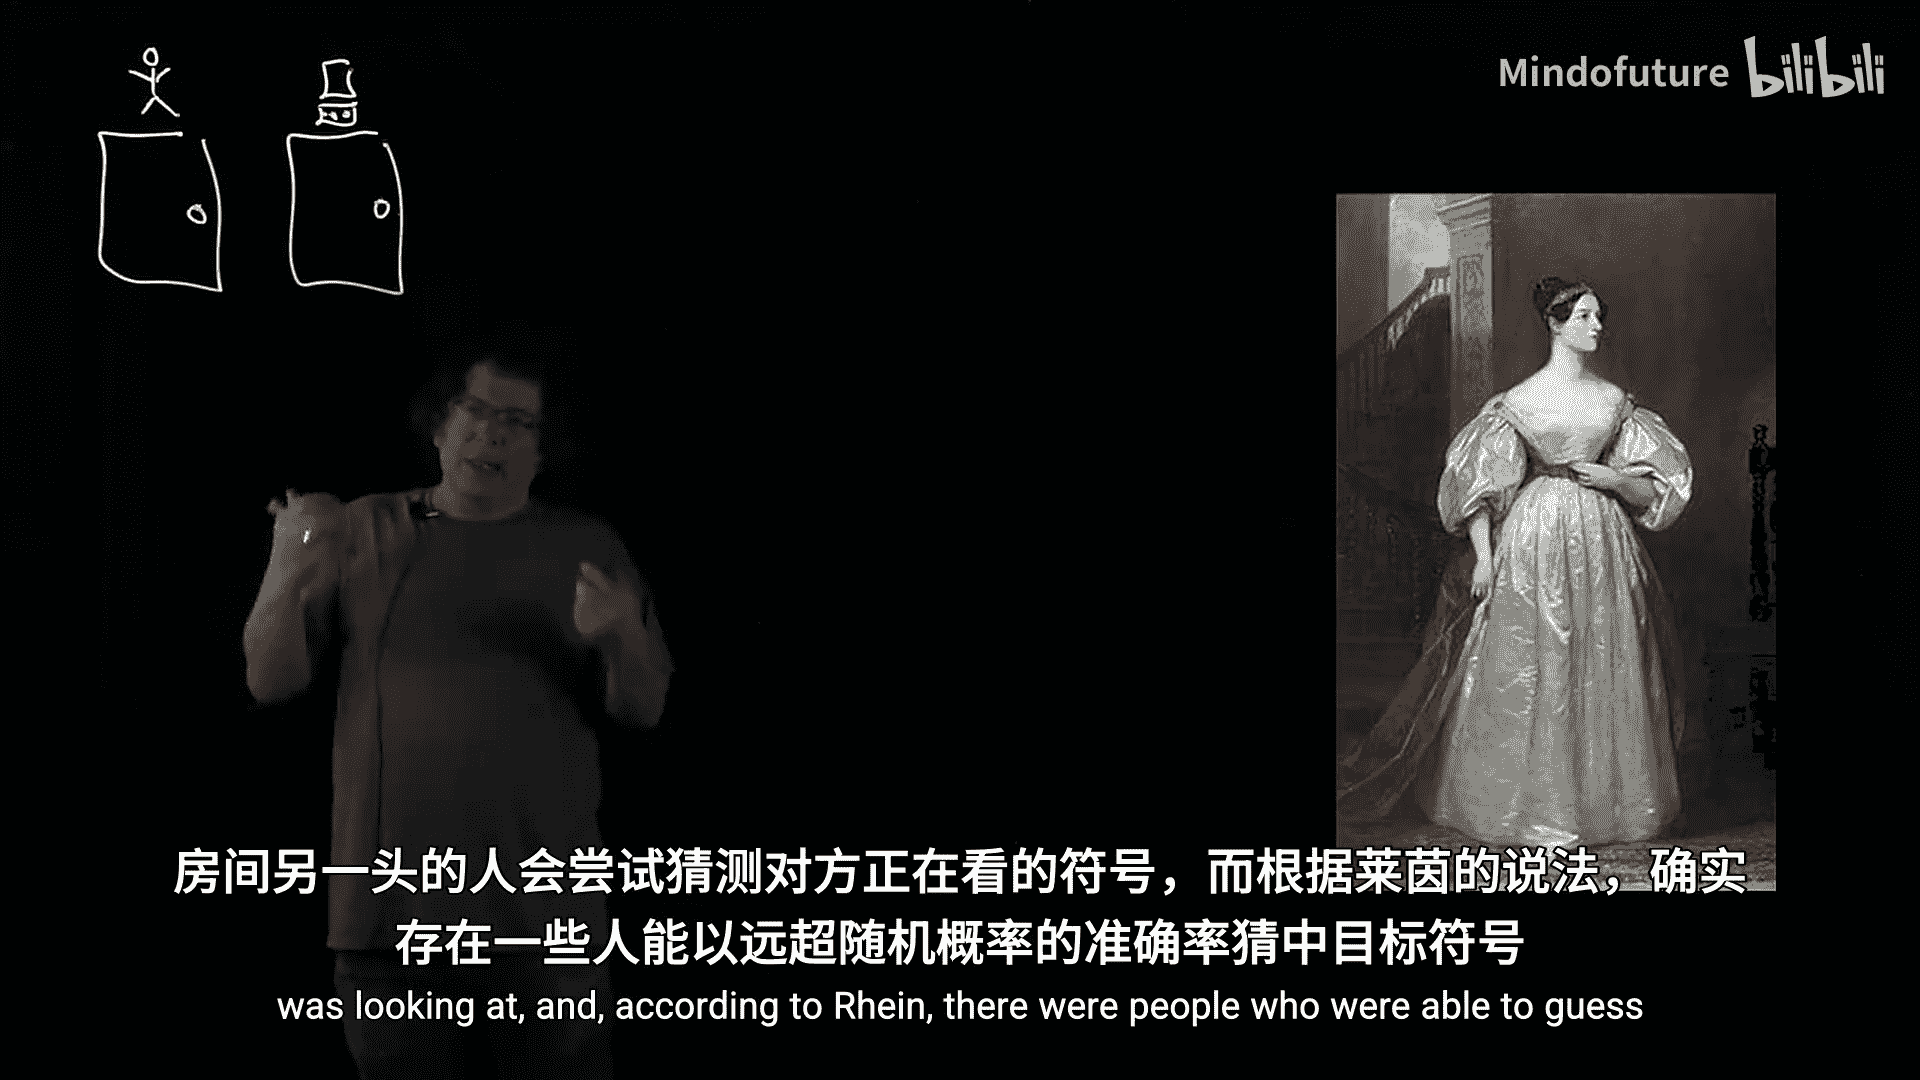 Mindofuture bilibili
房间另一头的人会尝试猜测对方正在看的符号，而根据莱茵的说法，确实
存在一些人能以远超随机概率的准确率猜中目标符号
was looking at, and, according to Rhein, there were people who were able to guess